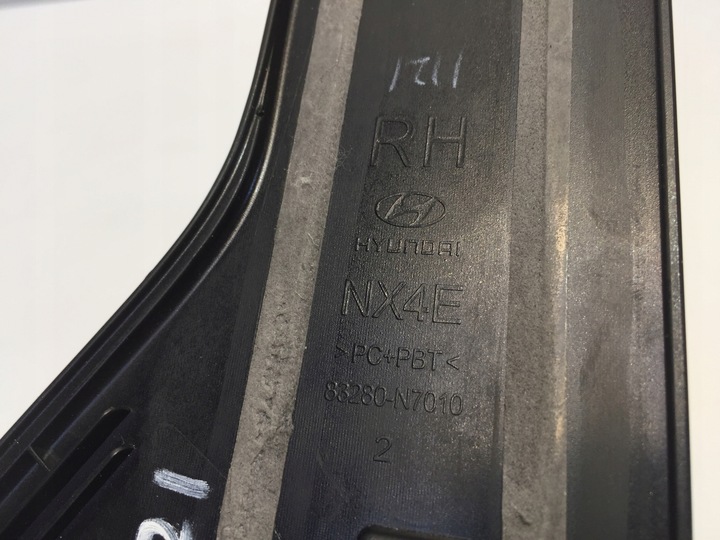 RH
HYUNDAI
NX4E
>PC+PBT<
83280-N7010
2